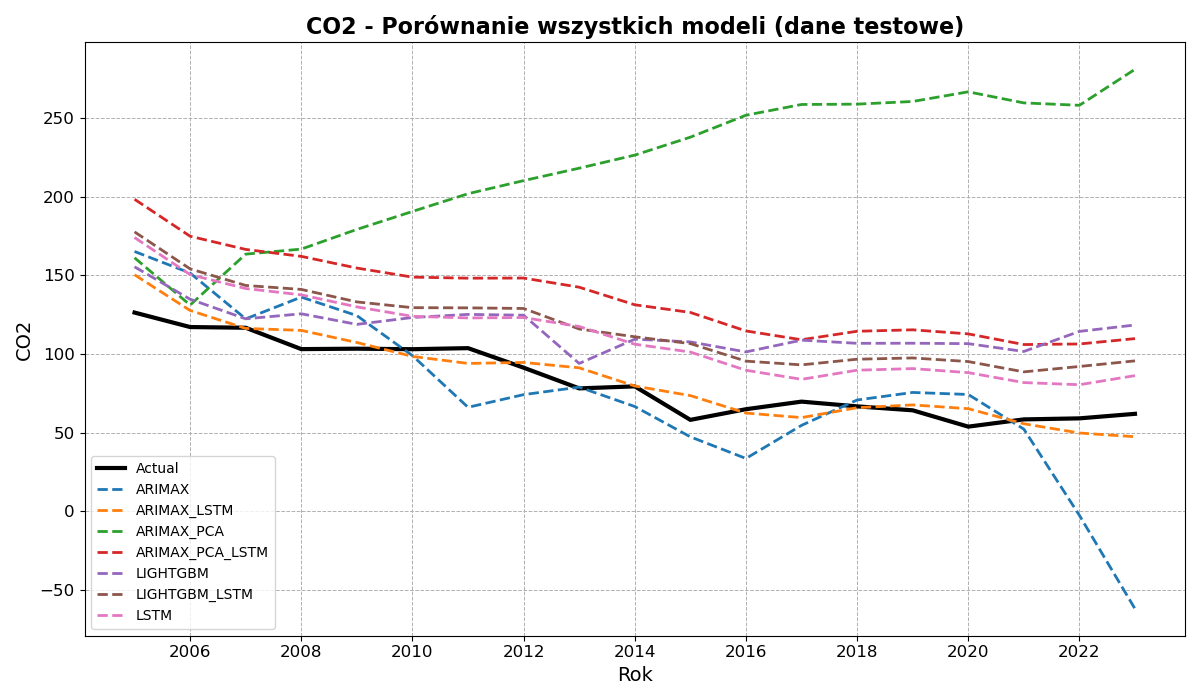 CO2 - Porównanie wszystkich modeli (dane testowe)
CO2
250
200
150
100
50
0
−50
Actual
ARIMAX
ARIMAX_LSTM
ARIMAX_PCA
ARIMAX_PCA_LSTM
LIGHTGBM
LIGHTGBM_LSTM
LSTM
2006 2008 2010 2012 2014 2016 2018 2020 2022
Rok